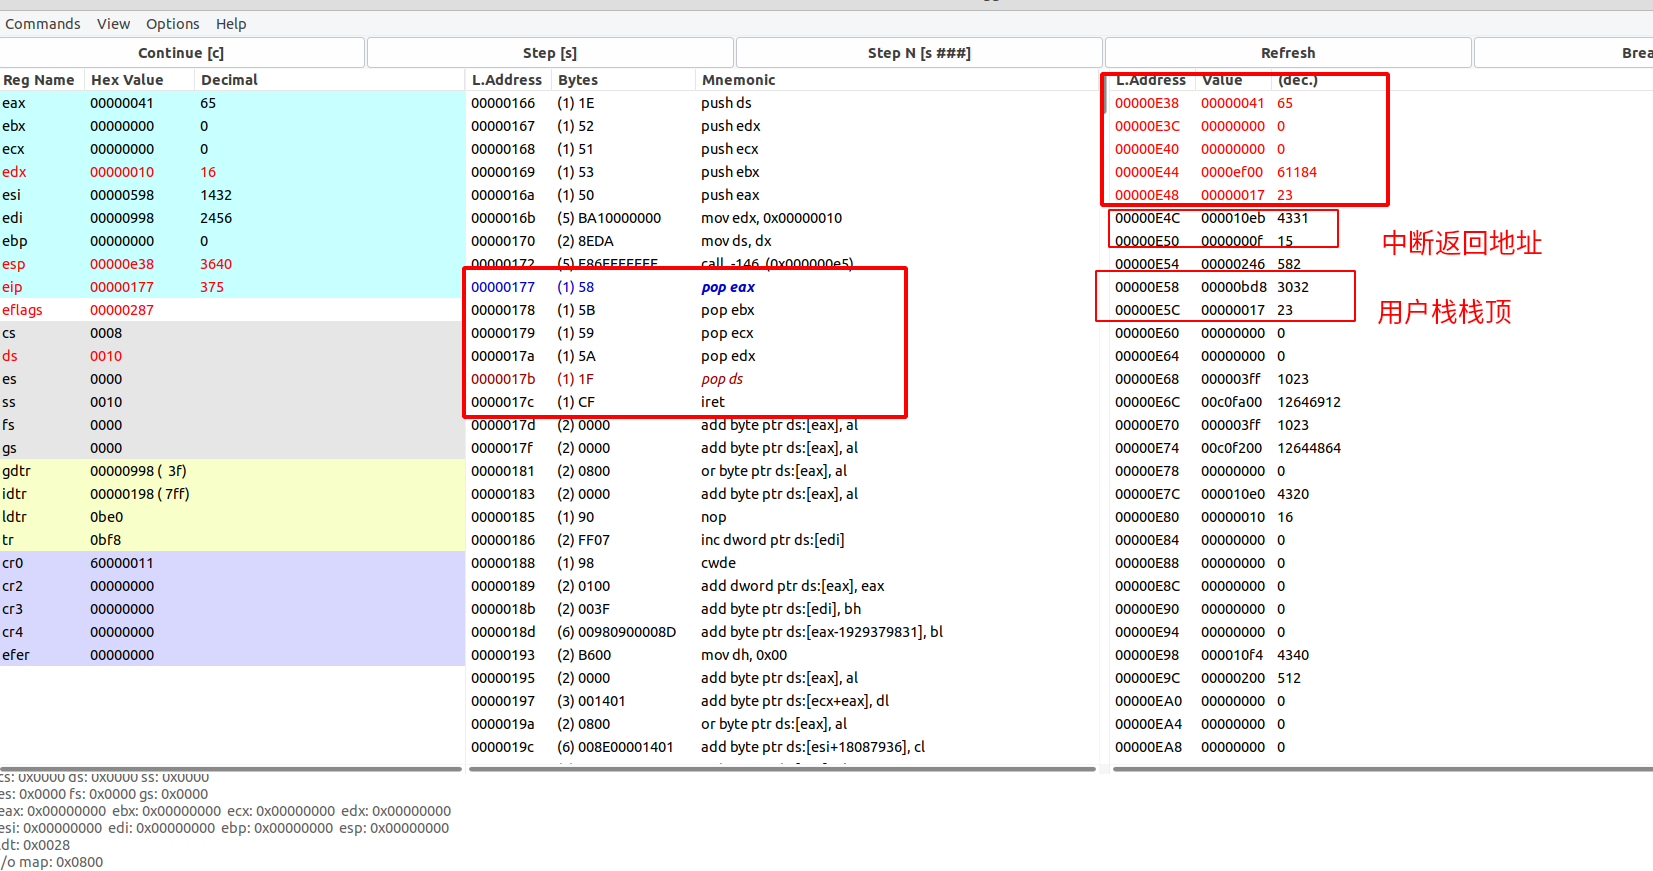 Commands View Options Help
Continue [c] Step [s] Step N [s ###] Refresh Brea
Reg Name Hex Value Decimal L.Address Bytes Mnemonic L.Address Value (dec.)
eax 00000041 65 00000166 (1) 1E push ds 00000E38 00000041 65
ebx 00000000 0 00000167 (1) 52 push edx 00000E3C 00000000 0
ecx 00000000 0 00000168 (1) 51 push ecx 00000E40 00000000 0
edx 00000010 16 00000169 (1) 53 push ebx 00000E44 0000ef00 61184
esi 00000598 1432 0000016a (1) 50 push eax 00000E48 00000017 23
edi 00000998 2456 0000016b (5) BA10000000 mov edx, 0x00000010 00000E4C 000010eb 4331
ebp 00000000 0 00000170 (2) 8EDA mov ds, dx 00000E50 0000000f 15
中断返回地址
esp 00000e38 3640 00000172 (5) E86EFFFFFF call .-146 (0x000000e5) 00000E54 00000246 582
eip 00000177 375 00000177 (1) 58 pop eax 00000E58 00000bd8 3032
eflags 00000287 00000178 (1) 5B pop ebx 00000E5C 00000017 23
用户栈栈顶
cs 0008 00000179 (1) 59 pop ecx 00000E60 00000000 0
ds 0010 0000017a (1) 5A pop edx 00000E64 00000000 0
es 0000 0000017b (1) 1F pop ds 00000E68 000003ff 1023
ss 0010 0000017c (1) CF iret 00000E6C 00c0fa00 12646912
fs 0000 0000017d (2) 0000 add byte ptr ds:[eax], al 00000E70 000003ff 1023
gs 0000 0000017f (2) 0000 add byte ptr ds:[eax], al 00000E74 00c0f200 12644864
gdtr 00000998 ( 3f) 00000181 (2) 0800 or byte ptr ds:[eax], al 00000E78 00000000 0
idtr 00000198 ( 7ff) 00000183 (2) 0000 add byte ptr ds:[eax], al 00000E7C 000010e0 4320
ldtr 0be0 00000185 (1) 90 nop 00000E80 00000010 16
tr 0bf8 00000186 (2) FF07 inc dword ptr ds:[edi] 00000E84 00000000 0
cr0 60000011 00000188 (1) 98 cwde 00000E88 00000000 0
cr2 00000000 00000189 (2) 0100 add dword ptr ds:[eax], eax 00000E8C 00000000 0
cr3 00000000 0000018b (2) 003F add byte ptr ds:[edi], bh 00000E90 00000000 0
cr4 00000000 0000018d (6) 00980900008D add byte ptr ds:[eax-1929379831], bl 00000E94 00000000 0
efer 00000000 00000193 (2) B600 mov dh, 0x00 00000E98 000010f4 4340
00000195 (2) 0000 add byte ptr ds:[eax], al 00000E9C 00000200 512
00000197 (3) 001401 add byte ptr ds:[ecx+eax], dl 00000EA0 00000000 0
0000019a (2) 0800 or byte ptr ds:[eax], al 00000EA4 00000000 0
0000019c (6) 008E00001401 add byte ptr ds:[esi+18087936], cl 00000EA8 00000000 0
cs: 0x0000 ds: 0x0000 ss: 0x0000
es: 0x0000 fs: 0x0000 gs: 0x0000
eax: 0x00000000 ebx: 0x00000000 ecx: 0x00000000 edx: 0x00000000
esi: 0x00000000 edi: 0x00000000 ebp: 0x00000000 esp: 0x00000000
dt: 0x0028
/o map: 0x0800